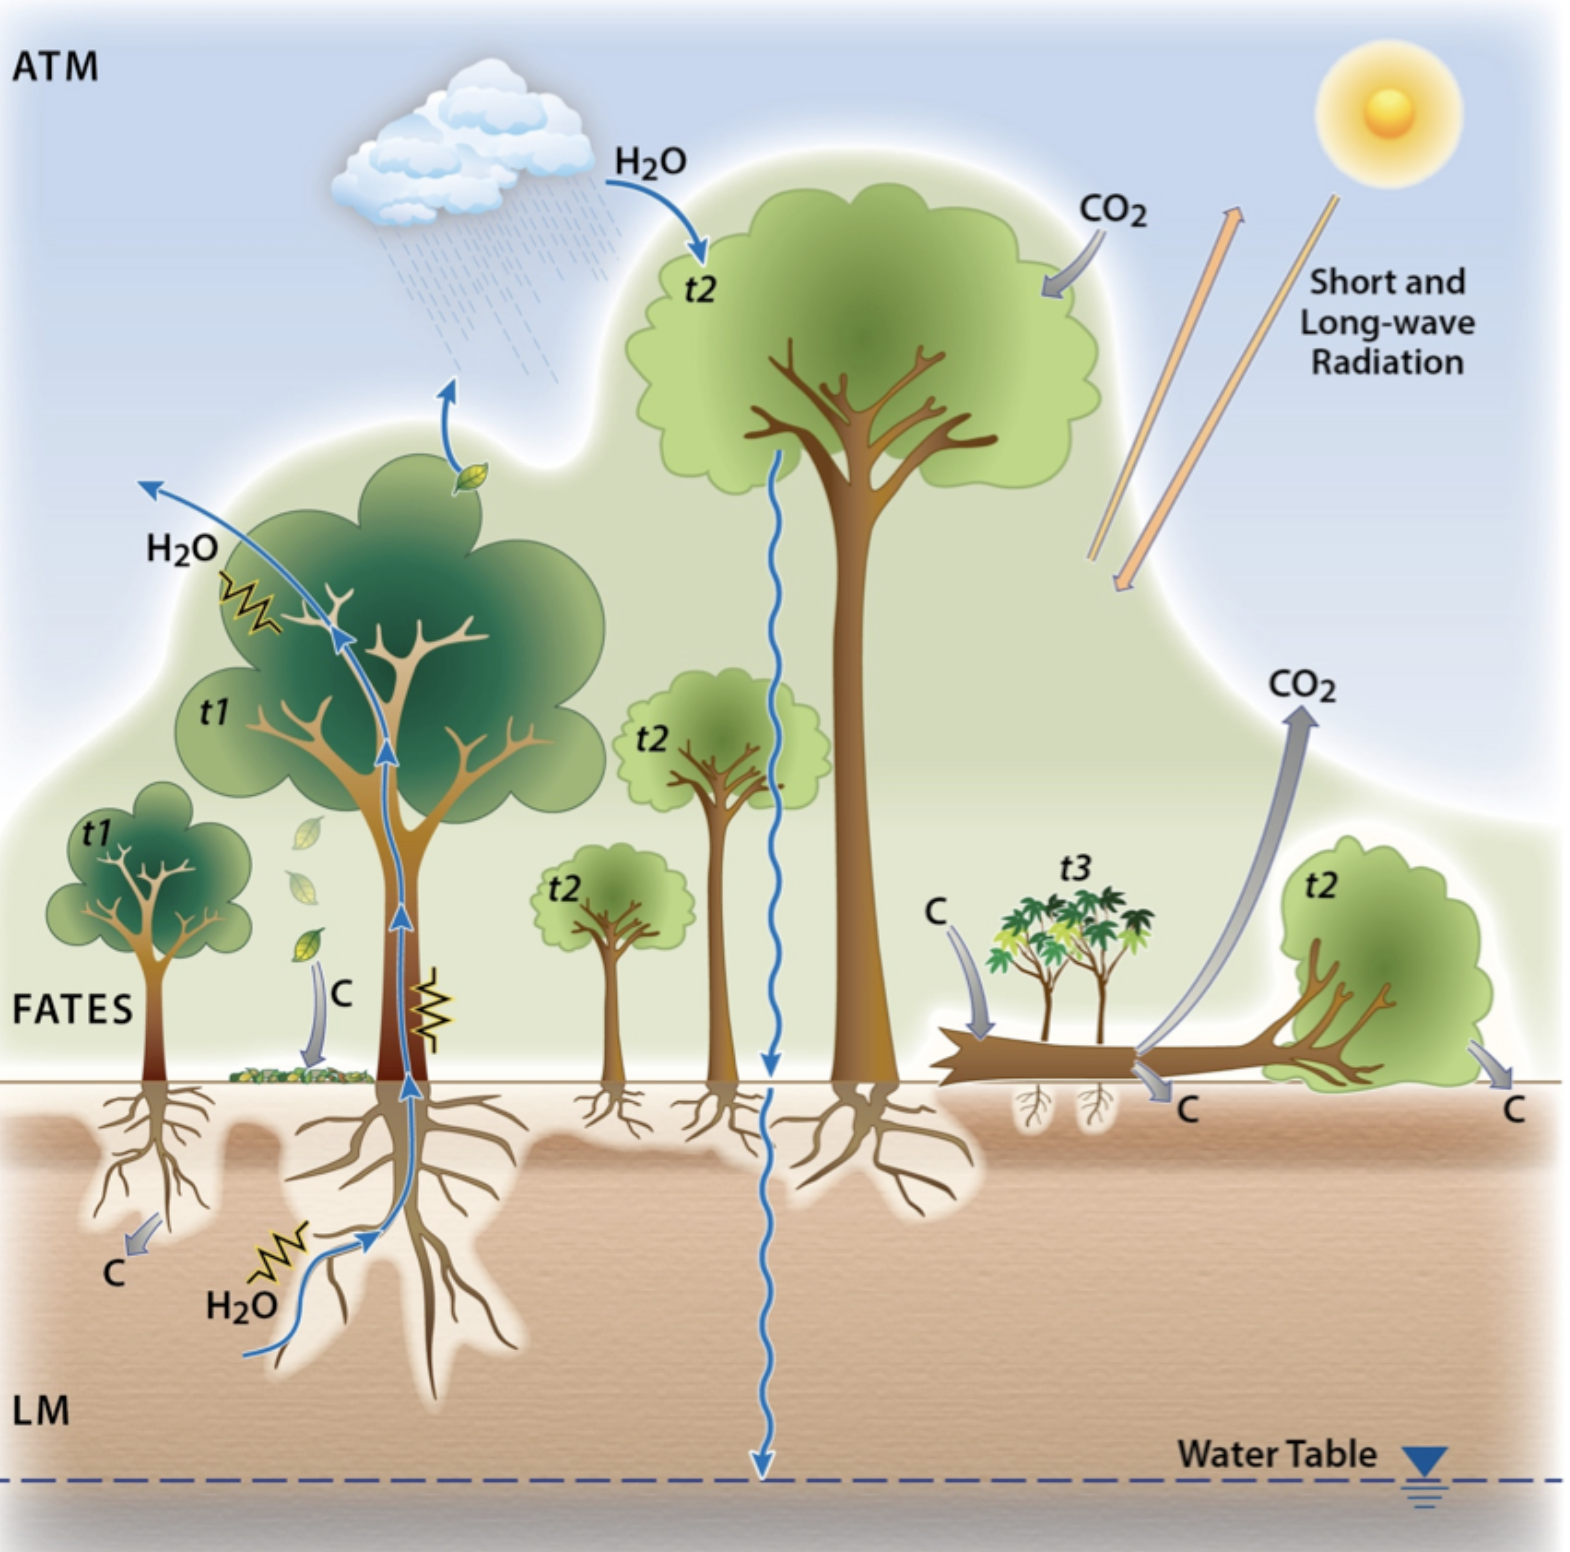 ATM
H2O
t2
CO2
Short and
Long-wave
Radiation
H2O
t1
t2
CO2
t1
t2
t3
t2
C
C
FATES
C
C
C
H2O
LM
Water Table